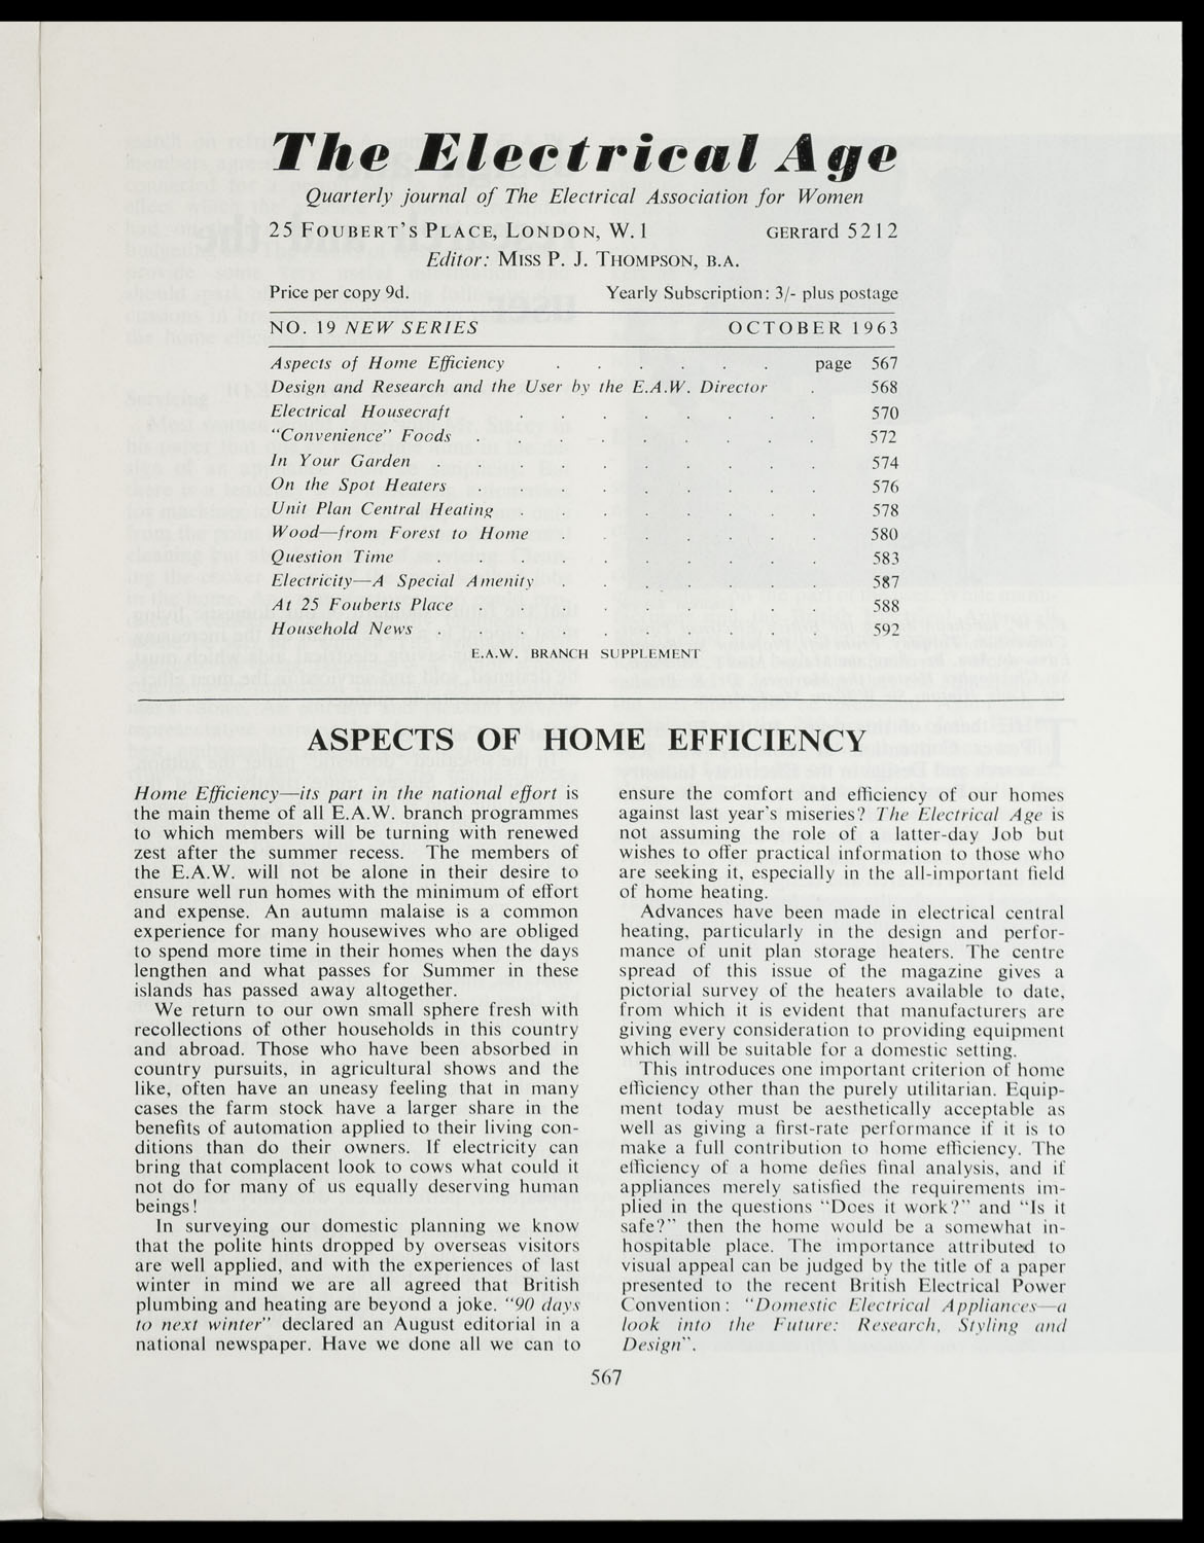 The Electrical Age
Quarterly journal of The Electrical Association for Women
25 FOUBERT'S PLACE, LONDON, W.1 GERrard 5212
Editor: MISS P. J. THOMPSON, B.A.
Price per copy 9d. Yearly Subscription: 3/- plus postage
NO. 19 NEW SERIES OCTOBER 1963
Aspects of Home Efficiency . . . . . . page 567
Design and Research and the User by the E.A.W. Director . 568
Electrical Housecraft . . . . . . . . 570
"Convenience" Foods . . . . . . . . . 572
In Your Garden . . . . . . . . . . 574
On the Spot Heaters . . . . . . . . . 576
Unit Plan Central Heating . . . . . . . . 578
Wood—from Forest to Home . . . . . . . 580
Question Time . . . . . . . . . . 583
Electricity—A Special Amenity . . . . . . . 587
At 25 Fouberts Place . . . . . . . . . 588
Household News . . . . . . . . . . 592
E.A.W. BRANCH SUPPLEMENT
ASPECTS OF HOME EFFICIENCY
Home Efficiency—its part in the national effort is
the main theme of all E.A.W. branch programmes
to which members will be turning with renewed
zest after the summer recess. The members of
the E.A.W. will not be alone in their desire to
ensure well run homes with the minimum of effort
and expense. An autumn malaise is a common
experience for many housewives who are obliged
to spend more time in their homes when the days
lengthen and what passes for Summer in these
islands has passed away altogether.
We return to our own small sphere fresh with
recollections of other households in this country
and abroad. Those who have been absorbed in
country pursuits, in agricultural shows and the
like, often have an uneasy feeling that in many
cases the farm stock have a larger share in the
benefits of automation applied to their living con-
ditions than do their owners. If electricity can
bring that complacent look to cows what could it
not do for many of us equally deserving human
beings!
In surveying our domestic planning we know
that the polite hints dropped by overseas visitors
are well applied, and with the experiences of last
winter in mind we are all agreed that British
plumbing and heating are beyond a joke. "90 days
to next winter" declared an August editorial in a
national newspaper. Have we done all we can to
ensure the comfort and efficiency of our homes
against last year's miseries? The Electrical Age is
not assuming the role of a latter-day Job but
wishes to offer practical information to those who
are seeking it, especially in the all-important field
of home heating.
Advances have been made in electrical central
heating, particularly in the design and perfor-
mance of unit plan storage heaters. The centre
spread of this issue of the magazine gives a
pictorial survey of the heaters available to date,
from which it is evident that manufacturers are
giving every consideration to providing equipment
which will be suitable for a domestic setting.
This introduces one important criterion of home
efficiency other than the purely utilitarian. Equip-
ment today must be aesthetically acceptable as
well as giving a first-rate performance if it is to
make a full contribution to home efficiency. The
efficiency of a home defies final analysis, and if
appliances merely satisfied the requirements im-
plied in the questions "Does it work?" and "Is it
safe?" then the home would be a somewhat in-
hospitable place. The importance attributed to
visual appeal can be judged by the title of a paper
presented to the recent British Electrical Power
Convention: "Domestic Electrical Appliances—a
look into the Future: Research, Styling and
Design".
567